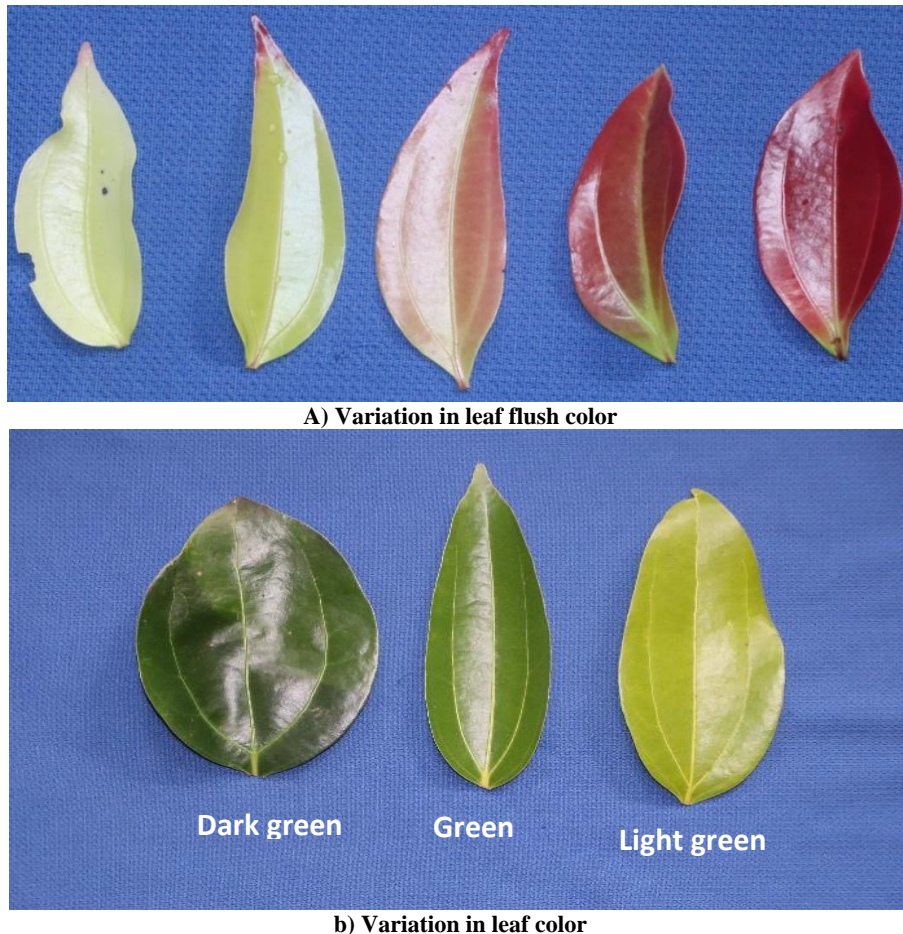 A) Variation in leaf flush color
Dark green
Green
Light green
b) Variation in leaf color